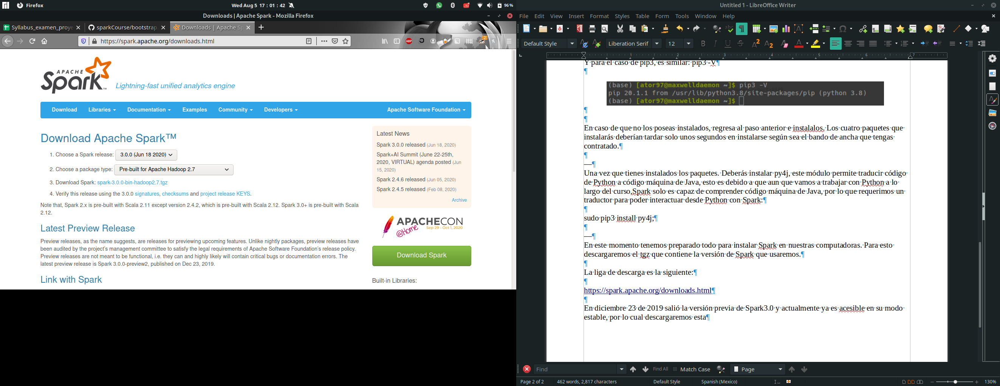 Firefox
Wed Aug 5 17 : 01 : 42
96 %
Downloads | Apache Spark - Mozilla Firefox
Syllabus_examen_proye
sparkCourse/bootstrap.
Downloads | Apache Sp
https://spark.apache.org/downloads.html
ABP
2
APACHE
Spark™
Lightning-fast unified analytics engine
Download
Libraries
Documentation
Examples
Community
Developers
Apache Software Foundation
Download Apache Spark™
1. Choose a Spark release: 3.0.0 (Jun 18 2020)
2. Choose a package type: Pre-built for Apache Hadoop 2.7
3. Download Spark: spark-3.0.0-bin-hadoop2.7.tgz
4. Verify this release using the 3.0.0 signatures, checksums and project release KEYS.
Note that, Spark 2.x is pre-built with Scala 2.11 except version 2.4.2, which is pre-built with Scala 2.12. Spark 3.0+ is pre-built with Scala
2.12.
Latest Preview Release
Preview releases, as the name suggests, are releases for previewing upcoming features. Unlike nightly packages, preview releases have
been audited by the project's management committee to satisfy the legal requirements of Apache Software Foundation's release policy.
Preview releases are not meant to be functional, i.e. they can and highly likely will contain critical bugs or documentation errors. The
latest preview release is Spark 3.0.0-preview2, published on Dec 23, 2019.
Link with Spark
Latest News
Spark 3.0.0 released (Jun 18, 2020)
Spark+AI Summit (June 22-25th,
2020, VIRTUAL) agenda posted (Jun
15, 2020)
Spark 2.4.6 released (Jun 05, 2020)
Spark 2.4.5 released (Feb 08, 2020)
Archive
APACHECON
@Home
Sep 29 - Oct 1, 2020
Download Spark
Built-in Libraries:
Untitled 1 - LibreOffice Writer
File Edit View Insert Format Styles Table Form Tools Window Help
Default Style
Liberation Serif
12
1 2 3 4 5 6 7
Y para el caso de pip3, es similar: pip3 -V¶
¶
(base) [ator97@maxwelldaemon ~]$ pip3 -V
pip 20.1.1 from /usr/lib/python3.8/site-packages/pip (python 3.8)
(base) [ator97@maxwelldaemon ~]$
¶
¶
En caso de que no los poseas instalados, regresa al paso anterior e instalalos. Los cuatro paquetes que
instalarás deberían tardar solo unos segundos en instalarse según sea el bando de ancha que tengas
contratado.¶
¶
—¶
Una vez que tienes instalados los paquetes. Deberás instalar py4j, este módulo permite traducir código
de Python a código máquina de Java, esto es debido a que aun que vamos a trabajar con Python a lo
largo del curso,Spark solo es capaz de comprender código máquina de Java, por lo que requerimos un
traductor para poder interactuar desde Python con Spark:¶
¶
sudo pip3 install py4j;¶
¶
—¶
En este momento tenemos preparado todo para instalar Spark en nuestras computadoras. Para esto
descargaremos el tgz que contiene la versión de Spark que usaremos.¶
¶
La liga de descarga es la siguiente:¶
¶
https://spark.apache.org/downloads.html¶
¶
En diciembre 23 de 2019 salió la versión previa de Spark3.0 y actualmente ya es acesible en su modo
estable, por lo cual descargaremos esta¶
Find
Find All
Match Case
Page
Page 2 of 2
462 words, 2,817 characters
Default Style
Spanish (Mexico)
130%